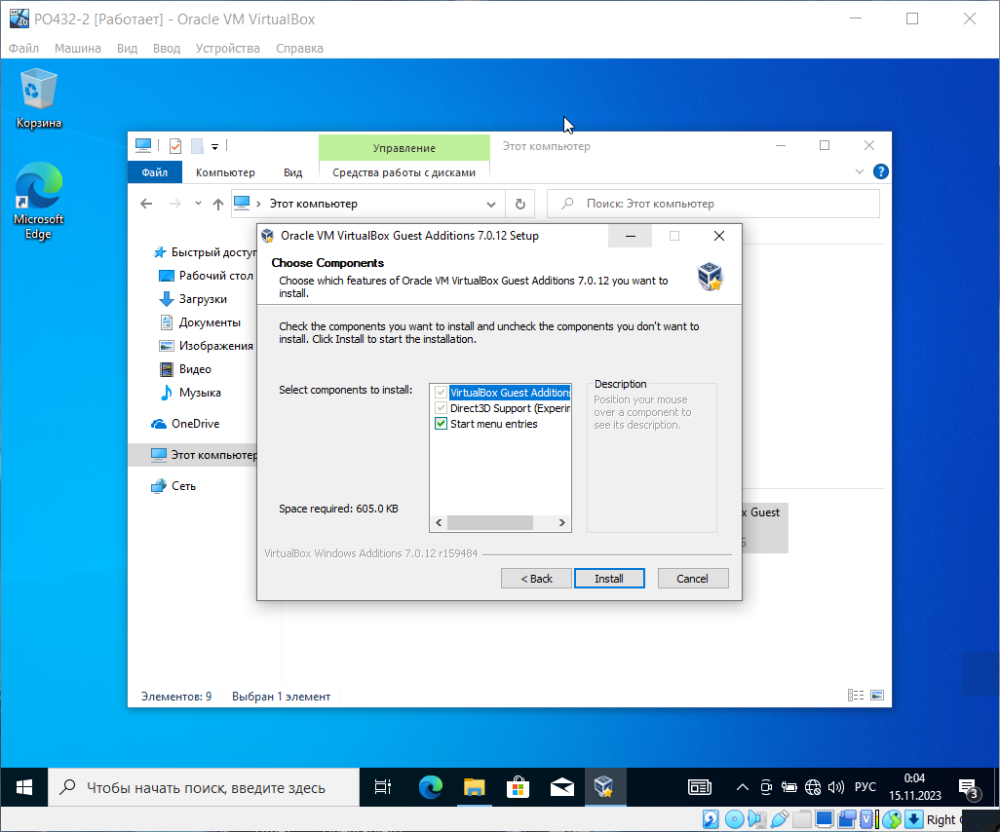 PO432-2 [Работает] - Oracle VM VirtualBox
Файл Машина Вид Ввод Устройства Справка
Корзина
Microsoft
Edge
Управление
Этот компьютер
Файл Компьютер Вид Средства работы с дисками
Этот компьютер
Поиск: Этот компьютер
Быстрый доступ
Рабочий стол
Загрузки
Документы
Изображения
Видео
Музыка
OneDrive
Этот компьютер
Сеть
Oracle VM VirtualBox Guest Additions 7.0.12 Setup
Choose Components
Choose which features of Oracle VM VirtualBox Guest Additions 7.0.12 you want to
install.
Check the components you want to install and uncheck the components you don't want to
install. Click Install to start the installation.
Select components to install:
VirtualBox Guest Additions
Direct3D Support (Experim
Start menu entries
Description
Position your mouse
over a component to
see its description.
Space required: 605.0 KB
VirtualBox Windows Additions 7.0.12 r159484
< Back Install Cancel
x Guest
Элементов: 9 Выбран 1 элемент
Чтобы начать поиск, введите здесь
РУС
0:04
15.11.2023
3
Right